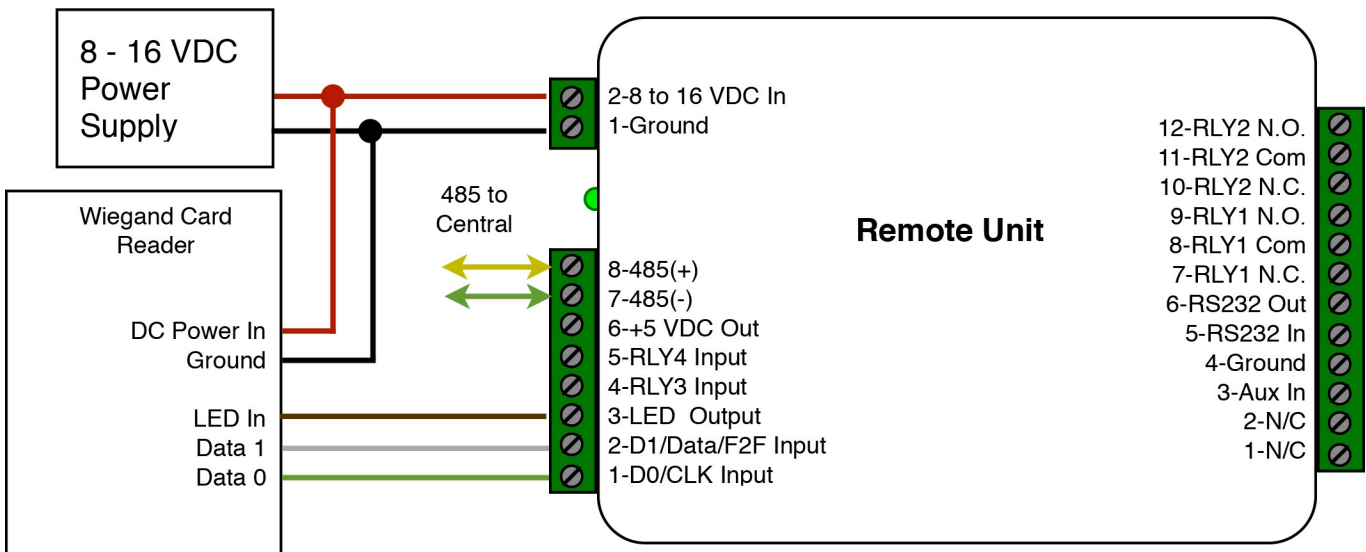 8 - 16 VDC
Power
Supply
Wiegand Card
Reader
DC Power In
Ground
LED In
Data 1
Data 0
485 to
Central
2-8 to 16 VDC In
1-Ground
8-485(+)
7-485(-)
6-+5 VDC Out
5-RLY4 Input
4-RLY3 Input
3-LED  Output
2-D1/Data/F2F Input
1-D0/CLK Input
Remote Unit
12-RLY2 N.O.
11-RLY2 Com
10-RLY2 N.C.
9-RLY1 N.O.
8-RLY1 Com
7-RLY1 N.C.
6-RS232 Out
5-RS232 In
4-Ground
3-Aux In
2-N/C
1-N/C